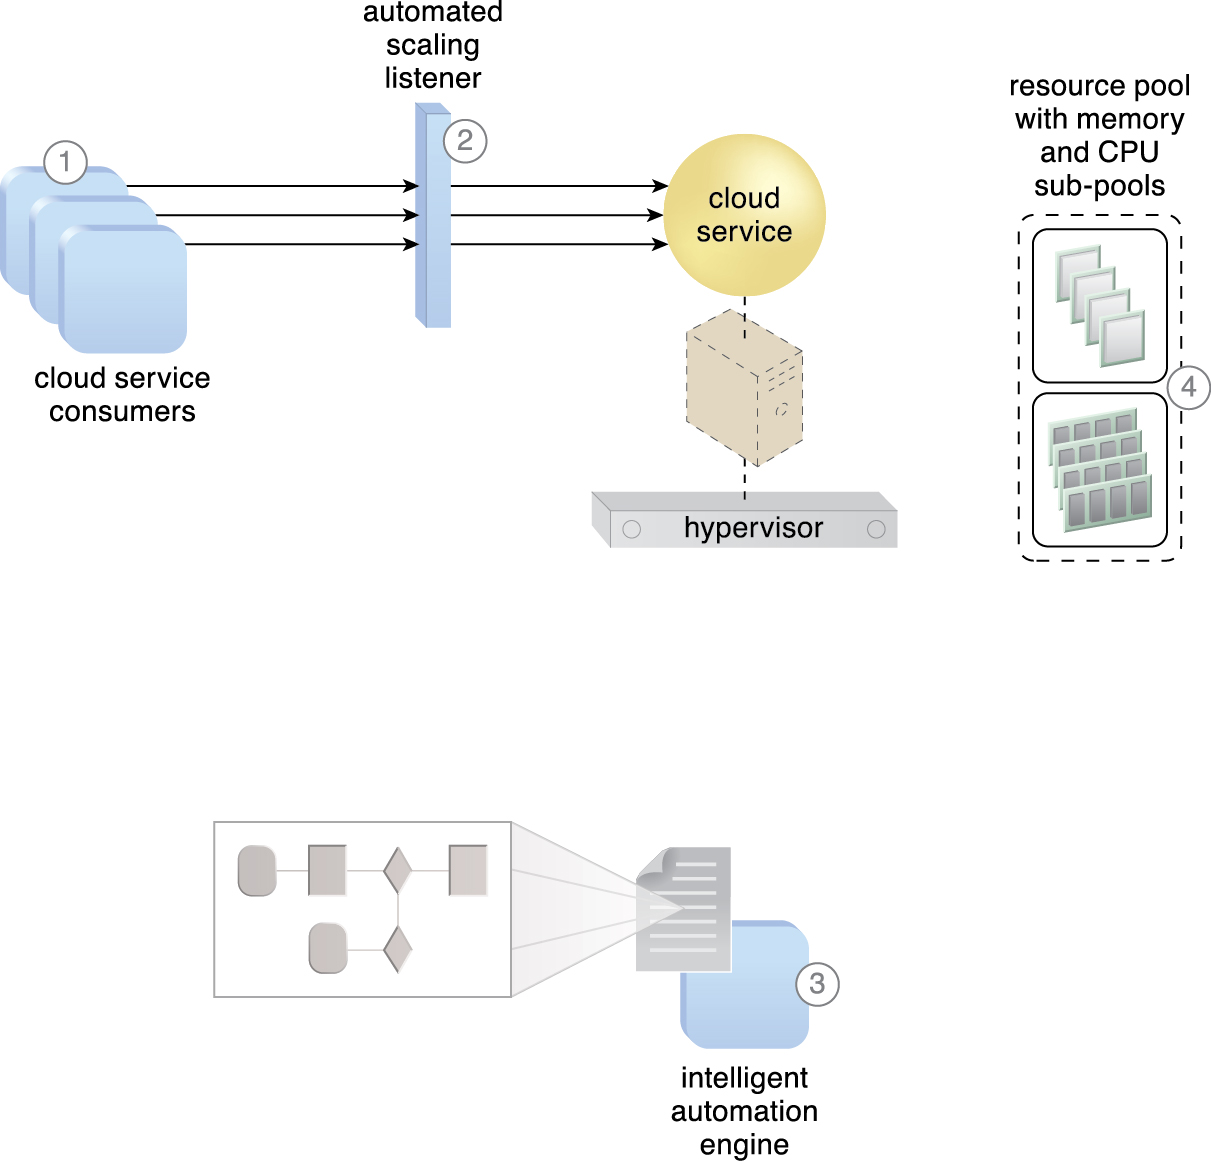 automated
scaling
listener
resource pool
with memory
and CPU
sub-pools
1
2
cloud
service
cloud service
consumers
4
hypervisor
3
intelligent
automation
engine